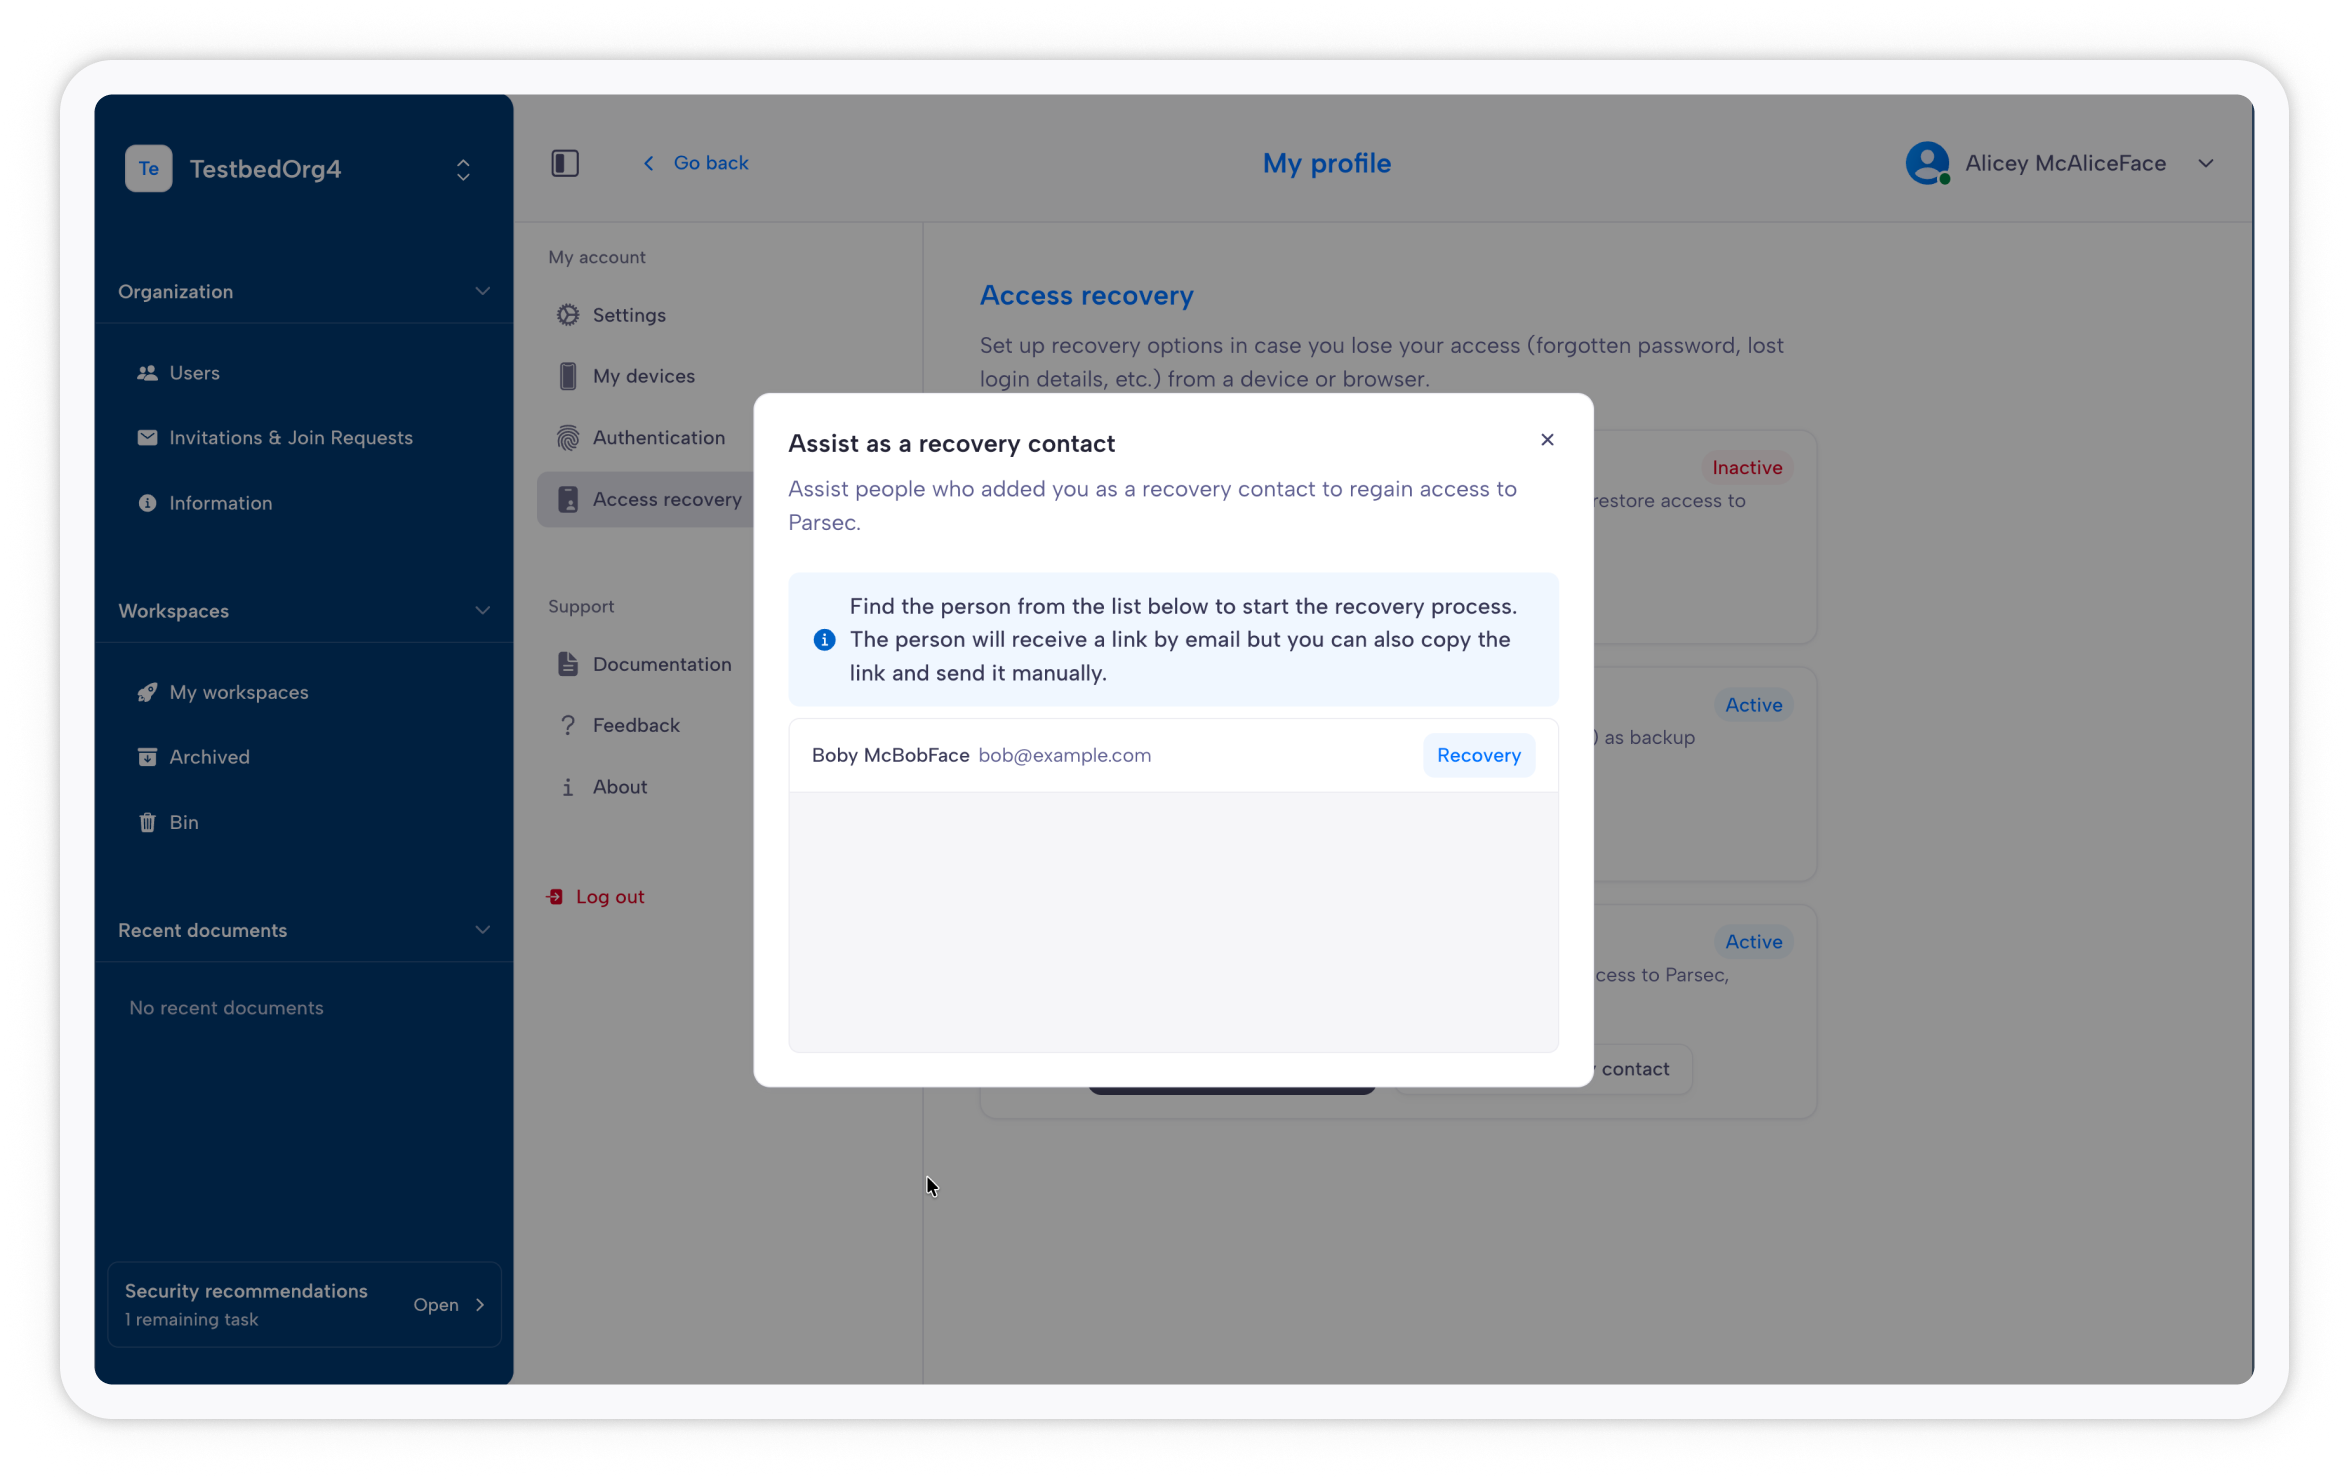 Te
TestbedOrg4
Organization
Users
Invitations & Join Requests
Information
Workspaces
My workspaces
Archived
Bin
Recent documents
No recent documents
Security recommendations
1 remaining task
Open
Go back
My profile
Alicey McAliceFace
My account
Settings
My devices
Authentication
Access recovery
Support
Documentation
Feedback
About
Log out
Access recovery
Set up recovery options in case you lose your access (forgotten password, lost
login details, etc.) from a device or browser.
Inactive
restore access to
Active
) as backup
Active
cess to Parsec,
contact
Assist as a recovery contact
Assist people who added you as a recovery contact to regain access to
Parsec.
Find the person from the list below to start the recovery process.
The person will receive a link by email but you can also copy the
link and send it manually.
Boby McBobFace bob@example.com
Recovery